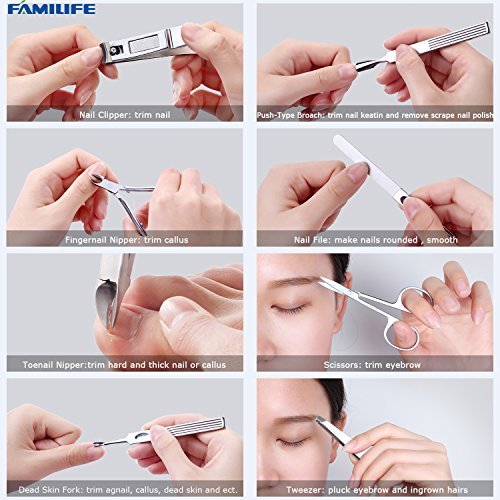 FAMILIFE
Nail Clipper: trim nail
Push-Type Broach: trim nail keatin and remove scrape nail polish
Fingernail Nipper: trim callus
Nail File: make nails rounded , smooth
Toenail Nipper:trim hard and thick nail or callus
Scissors: trim eyebrow
Dead Skin Fork: trim agnail, callus, dead skin and ect.
Tweezer: pluck eyebrow and ingrown hairs